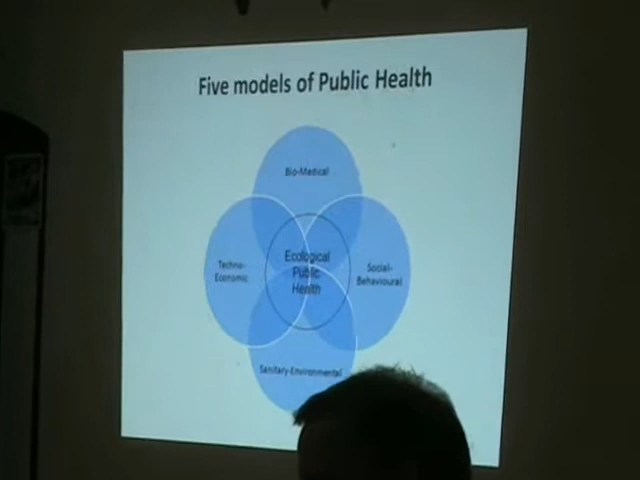 Five models of Public Health
Bio-Medical
Techno-
Economic
Ecological
Public
Health
Social-
Behavioural
Sanitary-Environmental